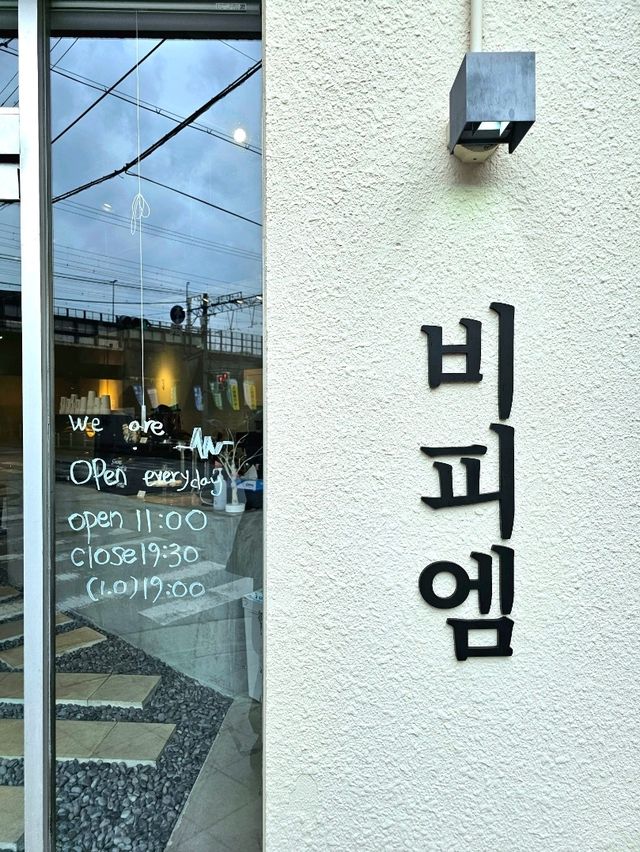 we are
open everyday
open 11:00
close 19:30
(L.O) 19:00
비피엠